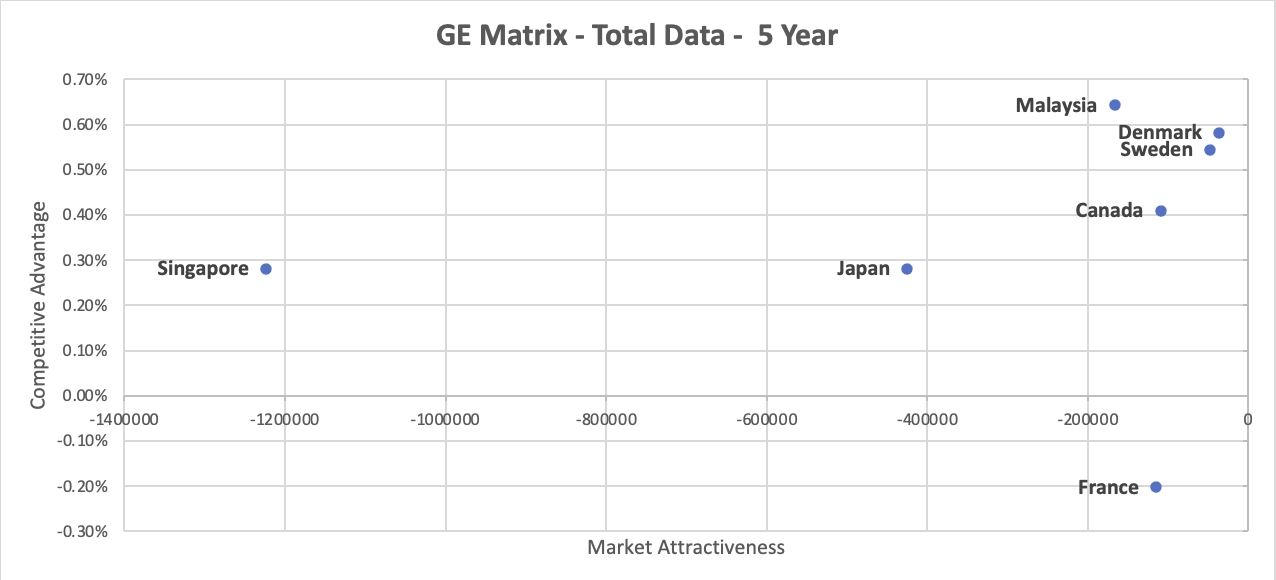 GE Matrix - Total Data - 5 Year
0.70%
Malaysia
0.60%
Denmark
Sweden
0.50%
Canada
0.40%
0.30%
Singapore
Japan
0.20%
0.10%
0.00%
-1400000 -1200000 -1000000 -800000 -600000 -400000 -200000 0
-0.10%
-0.20%
France
-0.30%
Competitive Advantage
Market Attractiveness